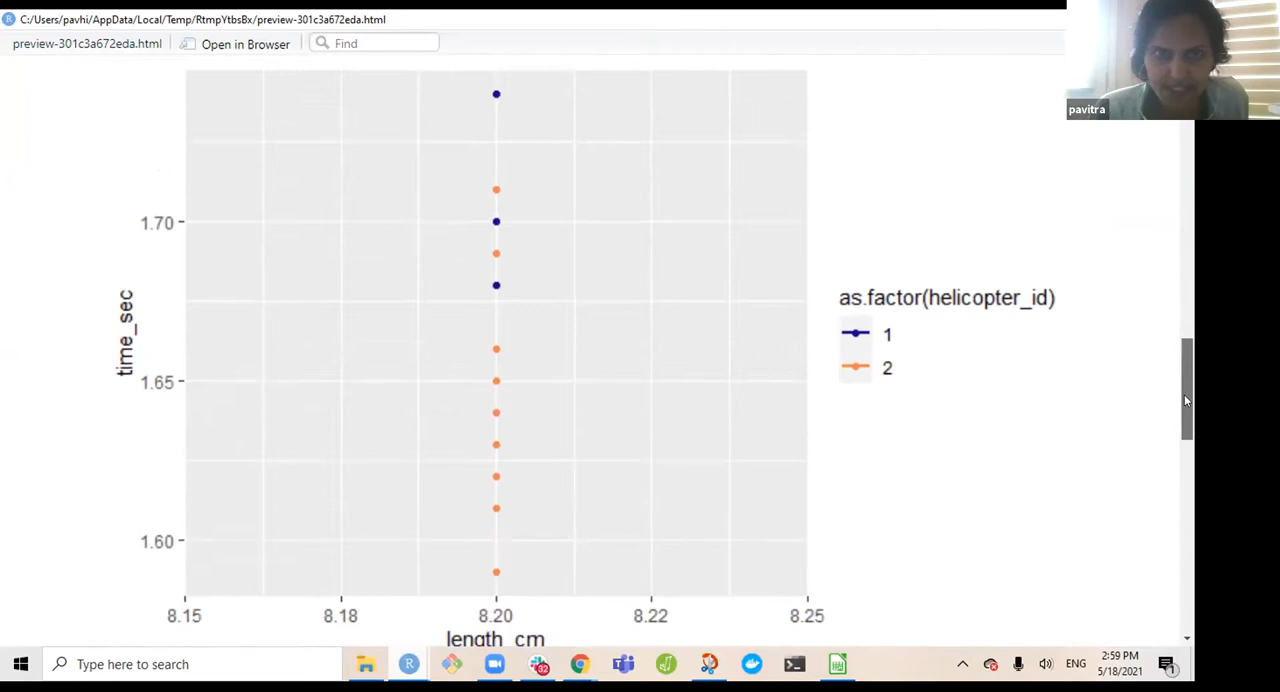 C:/Users/pavhi/AppData/Local/Temp/RtmpYtbsBx/preview-301c3a672eda.html
preview-301c3a672eda.html Open in Browser Find
pavitra
1.70
1.65
1.60
time_sec
8.15 8.18 8.20 8.22 8.25
length_cm
as.factor(helicopter_id)
1
2
Type here to search
32
ENG
2:59 PM
5/18/2021
1